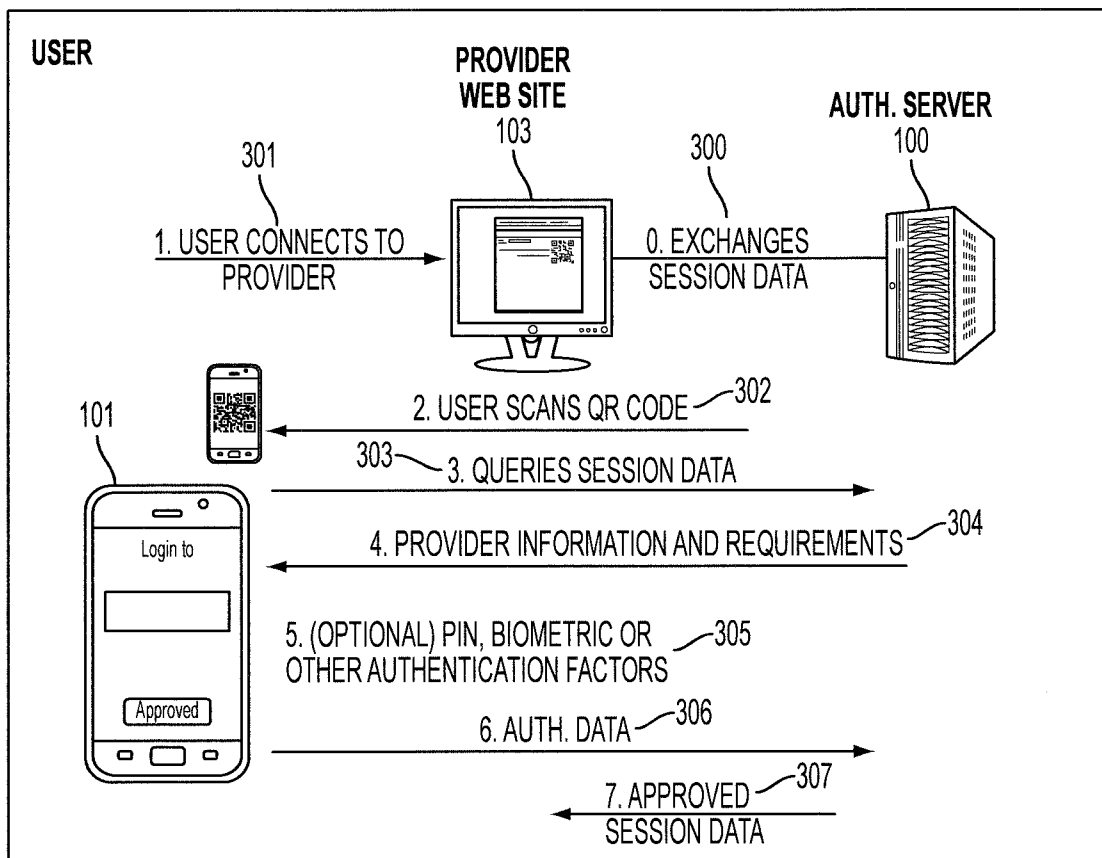 USER
PROVIDER
WEB SITE
103
AUTH. SERVER
100
301
300
1. USER CONNECTS TO
PROVIDER
0. EXCHANGES
SESSION DATA
2. USER SCANS QR CODE
302
101
303
3. QUERIES SESSION DATA
304
4. PROVIDER INFORMATION AND REQUIREMENTS
Login to
5. (OPTIONAL) PIN, BIOMETRIC OR
OTHER AUTHENTICATION FACTORS
305
Approved
6. AUTH. DATA
306
307
7. APPROVED
SESSION DATA